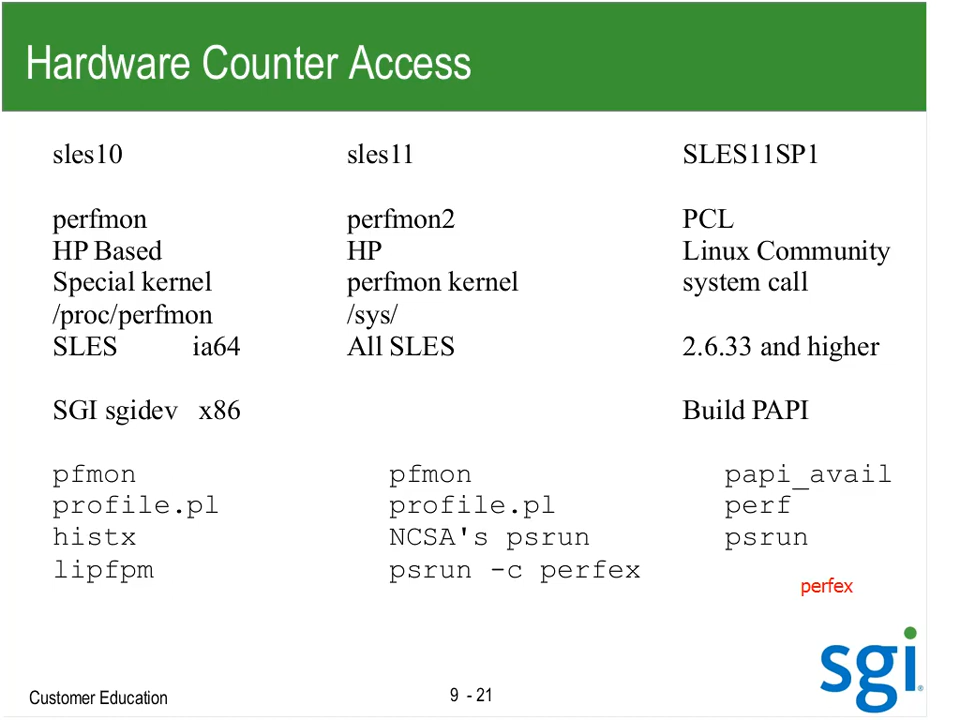 Hardware Counter Access
sles10 sles11 SLES11SP1
perfmon perfmon2 PCL
HP Based HP Linux Community
Special kernel perfmon kernel system call
/proc/perfmon /sys/
SLES ia64 All SLES 2.6.33 and higher
SGI sgidev x86 Build PAPI
pfmon pfmon papi_avail
profile.pl profile.pl perf
histx NCSA's psrun psrun
lipfpm psrun -c perfex
perfex
sgi®
Customer Education 9 - 21